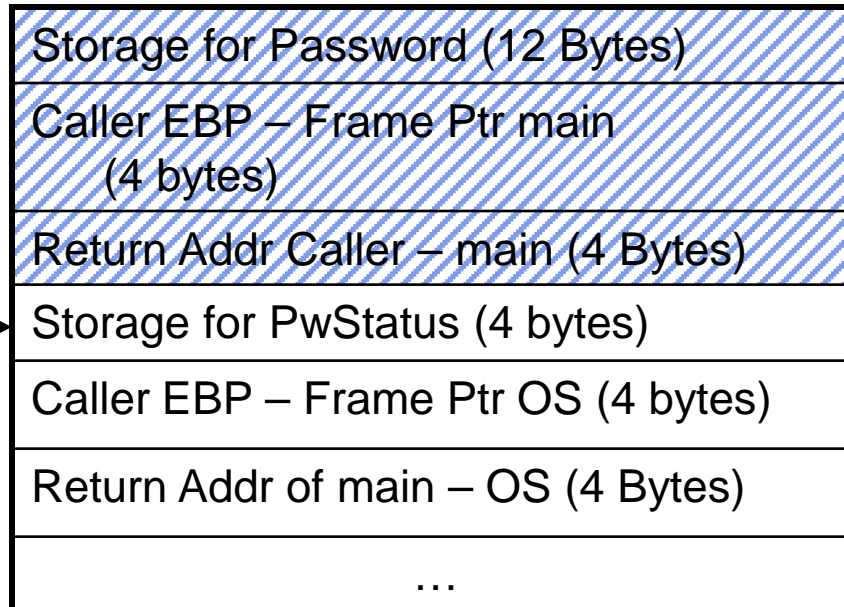 Storage for Password (12 Bytes)
Caller EBP – Frame Ptr main
(4 bytes)
Return Addr Caller – main (4 Bytes)
Storage for PwStatus (4 bytes)
Caller EBP – Frame Ptr OS (4 bytes)
Return Addr of main – OS (4 Bytes)
…